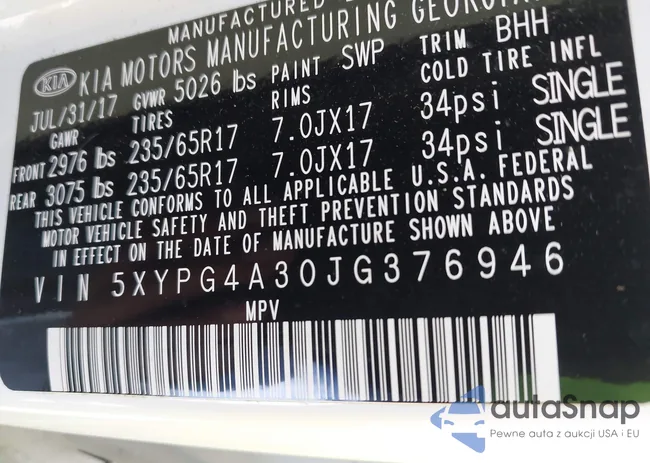 MANUFACTURED
KIA KIA MOTORS MANUFACTURING GEORGIA
JUL/31/17 GVWR 5026 lbs PAINT SWP TRIM BHH
GAWR TIRES RIMS COLD TIRE INFL
FRONT 2976 lbs 235/65R17 7.0JX17 34psi SINGLE
REAR 3075 lbs 235/65R17 7.0JX17 34psi SINGLE
THIS VEHICLE CONFORMS TO ALL APPLICABLE U.S.A. FEDERAL
MOTOR VEHICLE SAFETY AND THEFT PREVENTION STANDARDS
IN EFFECT ON THE DATE OF MANUFACTURE SHOWN ABOVE
VIN 5XYPG4A30JG376946
MPV
autaSnap
Pewne auta z aukcji USA i EU